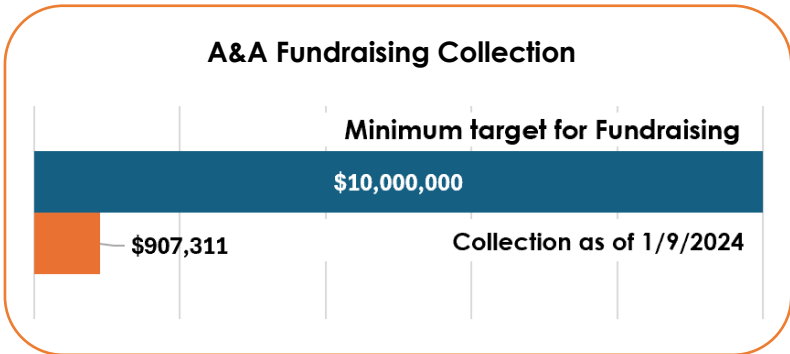 A&A Fundraising Collection
Minimum target for Fundraising
$10,000,000
$907,311
Collection as of 1/9/2024